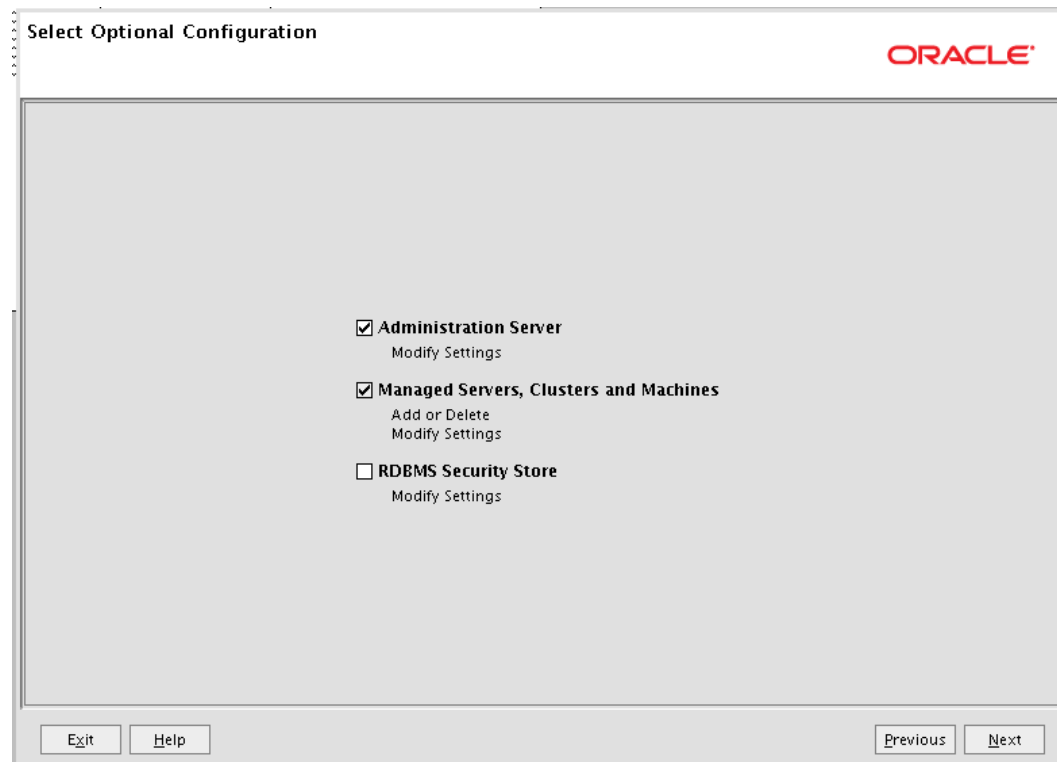 Select Optional Configuration
ORACLE
Administration Server
Modify Settings
Managed Servers, Clusters and Machines
Add or Delete
Modify Settings
RDBMS Security Store
Modify Settings
Exit Help Previous Next